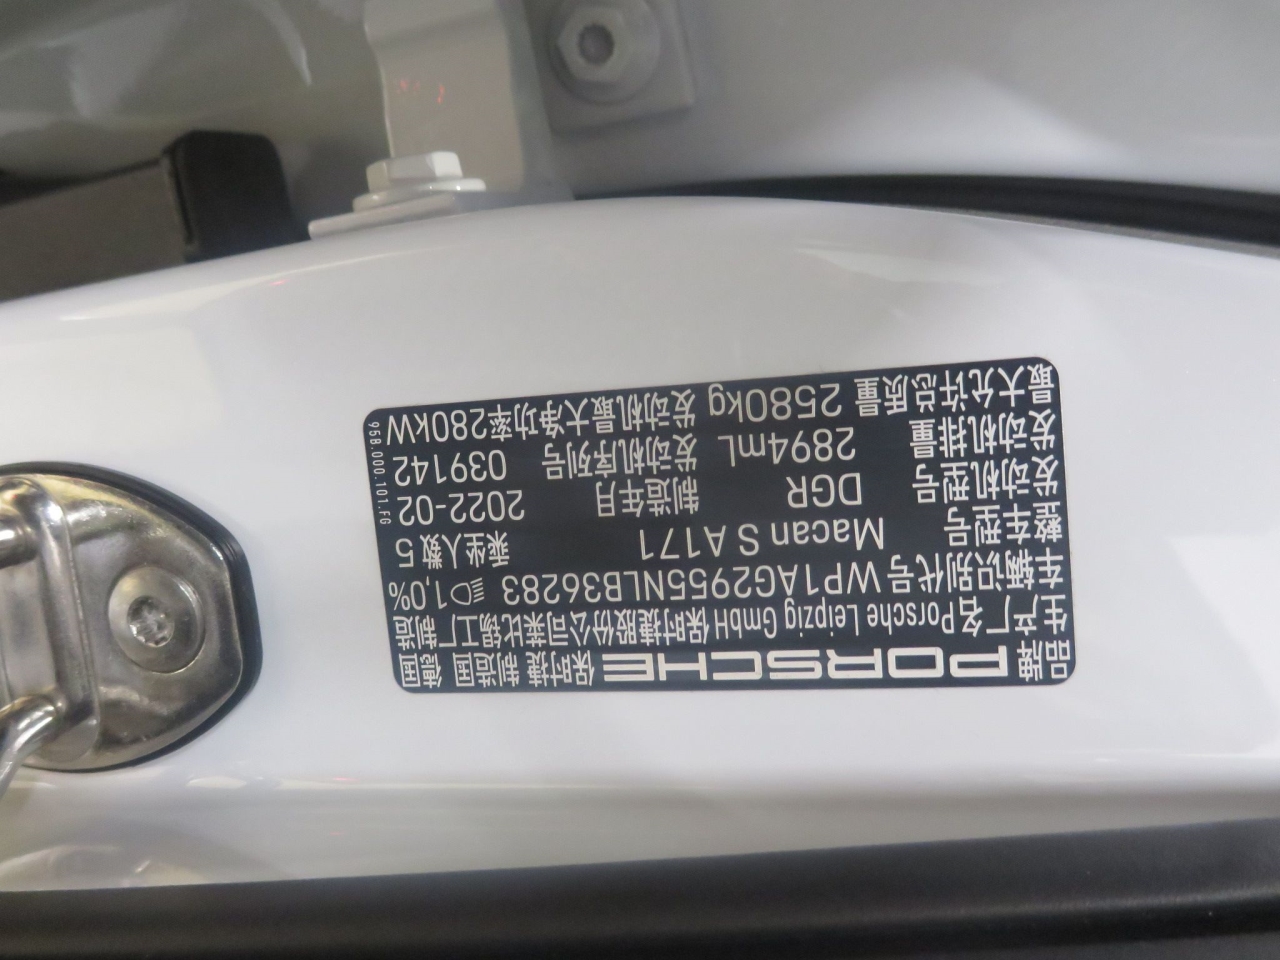 品牌 PORSCHE 保时捷 制造国 德国
生产厂名 Porsche Leipzig GmbH 保时捷股份公司莱比锡工厂制造
车辆识别代号 WP1AG2955NLB36283 1,0%
整车型号 Macan S A171 乘坐人数 5
发动机型号 DGR 制造年月 2022-02
发动机排量 2894mL 发动机序列号 039142
最大允许总质量 2580kg 发动机最大净功率 280kW
95B.000.101.FG